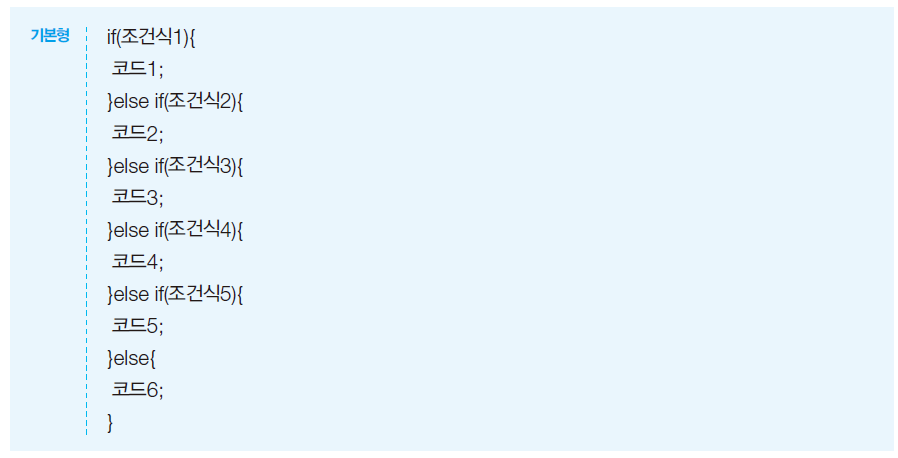 기본형
if(조건식1){
코드1;
}else if(조건식2){
코드2;
}else if(조건식3){
코드3;
}else if(조건식4){
코드4;
}else if(조건식5){
코드5;
}else{
코드6;
}